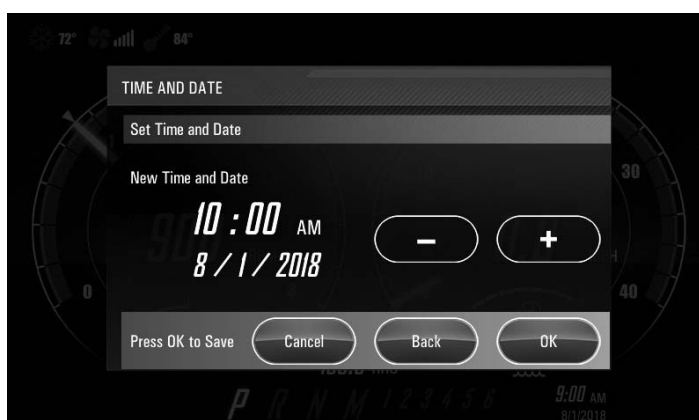 72° 84°
TIME AND DATE
Set Time and Date
New Time and Date
10 : 00 AM
8 / 1 / 2018
− +
30
900
0
40
Press OK to Save Cancel Back OK
P R N M 1 2 3 4 5 6
9:00 AM
8/1/2018